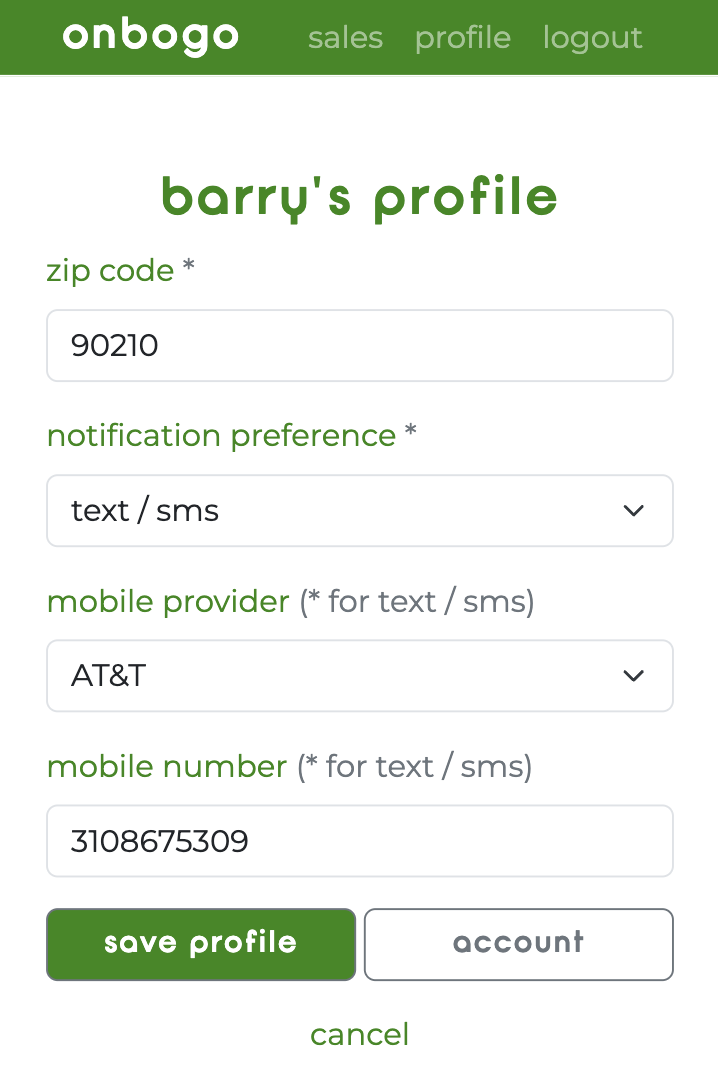 onbogo sales profile logout
barry's profile
zip code *
90210
notification preference *
text / sms
mobile provider (* for text / sms)
AT&T
mobile number (* for text / sms)
3108675309
save profile account
cancel